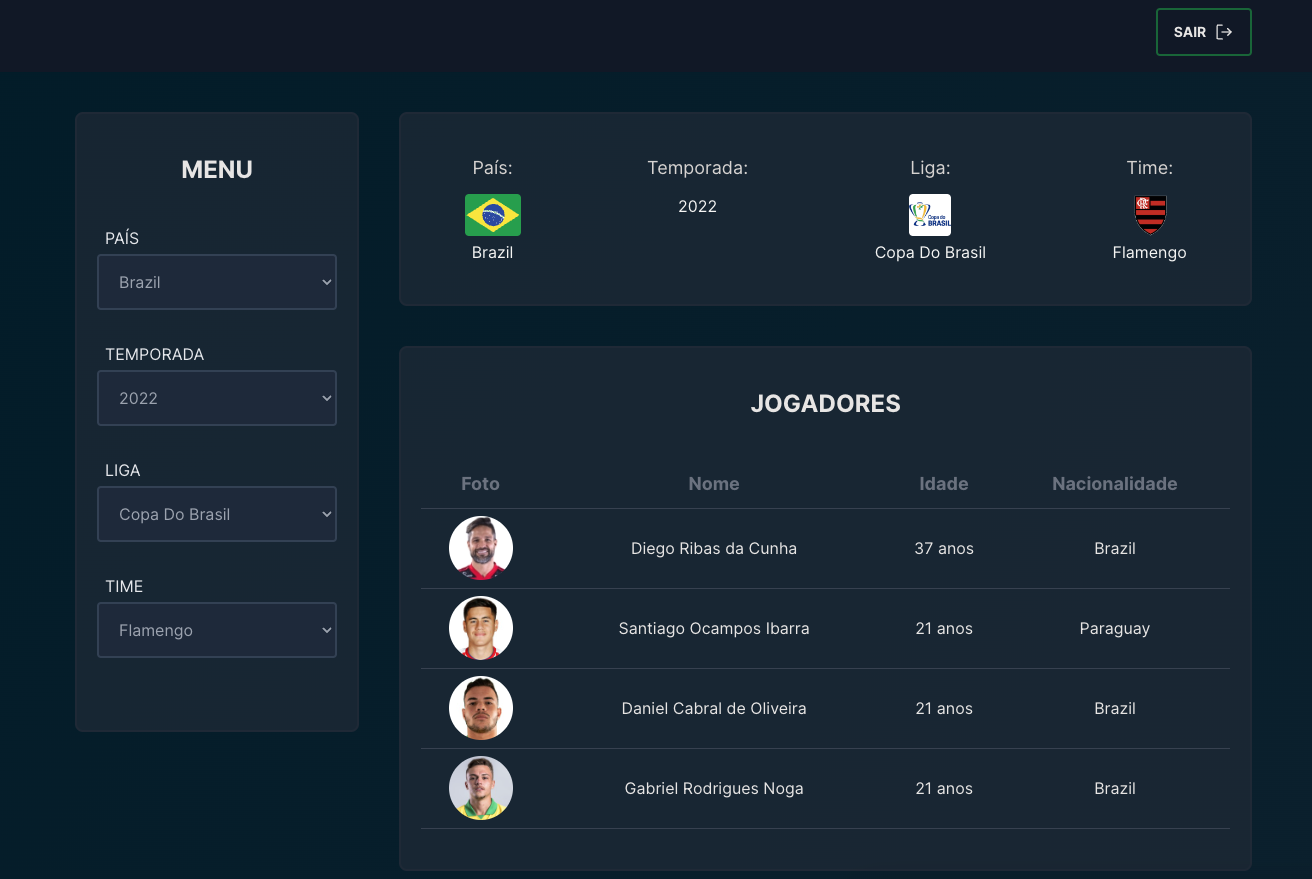 SAIR
MENU
PAÍS
Brazil
TEMPORADA
2022
LIGA
Copa Do Brasil
TIME
Flamengo
País: Temporada: Liga: Time:
2022
Copa do
BRASIL
Brazil Copa Do Brasil Flamengo
JOGADORES
Foto Nome Idade Nacionalidade
Diego Ribas da Cunha 37 anos Brazil
Santiago Ocampos Ibarra 21 anos Paraguay
Daniel Cabral de Oliveira 21 anos Brazil
Gabriel Rodrigues Noga 21 anos Brazil